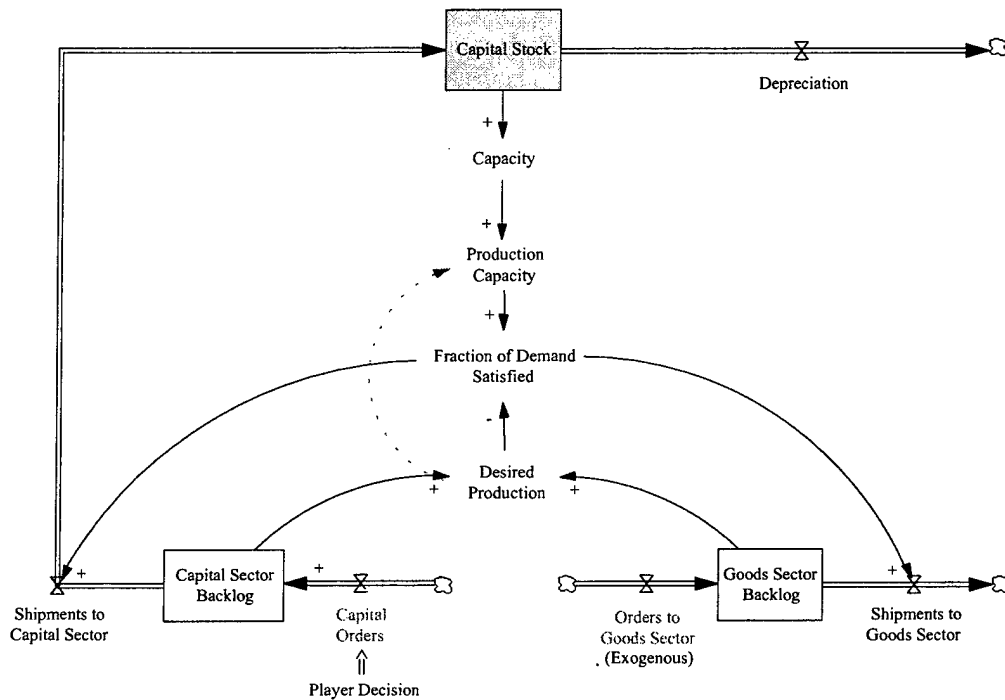 Capital Stock
Depreciation
+
Capacity
+
Production
Capacity
+
Fraction of Demand
Satisfied
-
Desired
Production
+
+
+
Capital Sector
Backlog
+
Goods Sector
Backlog
+
Shipments to
Capital Sector
Capital
Orders
Orders to
Goods Sector
(Exogenous)
Shipments to
Goods Sector
Player Decision